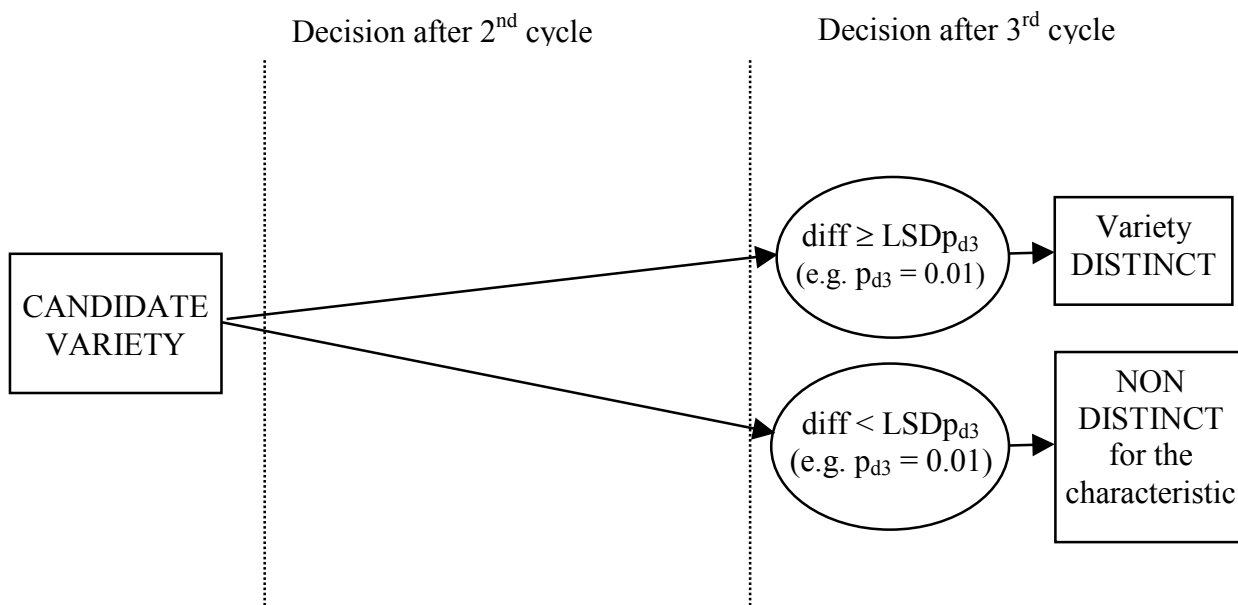 Decision after 2nd cycle
Decision after 3rd cycle
CANDIDATE
VARIETY
diff ≥ LSDpd3
(e.g. pd3 = 0.01)
Variety
DISTINCT
diff < LSDpd3
(e.g. pd3 = 0.01)
NON
DISTINCT
for the
characteristic